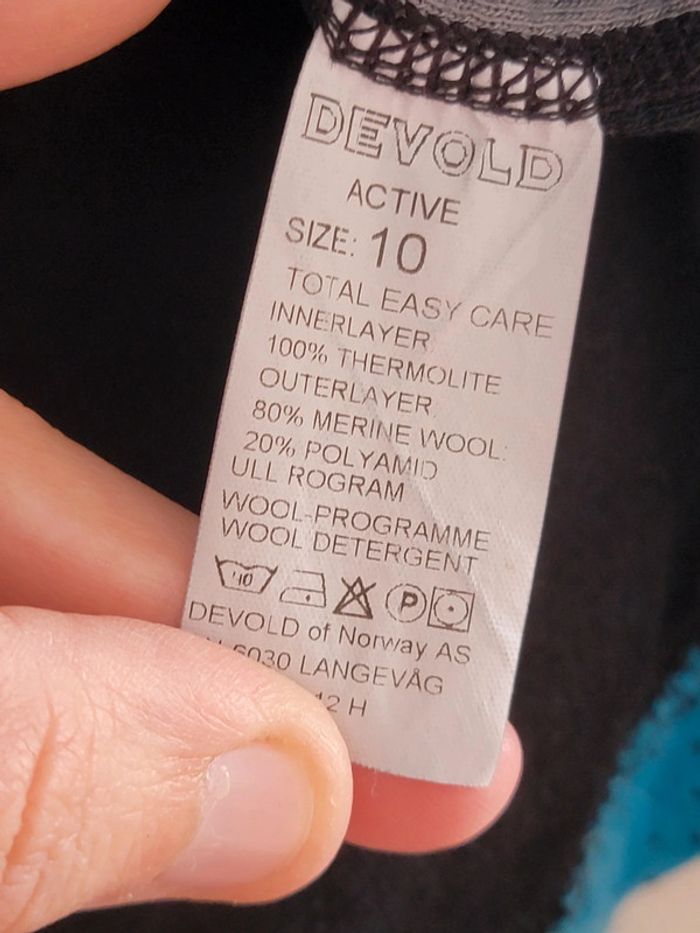 DEVOLD
ACTIVE
SIZE: 10
TOTAL EASY CARE
INNERLAYER
100% THERMOLITE
OUTERLAYER
80% MERINE WOOL:
20% POLYAMID
ULL ROGRAM
WOOL-PROGRAMME
WOOL DETERGENT
40 P
DEVOLD of Norway AS
6030 LANGEVÅG
12 H